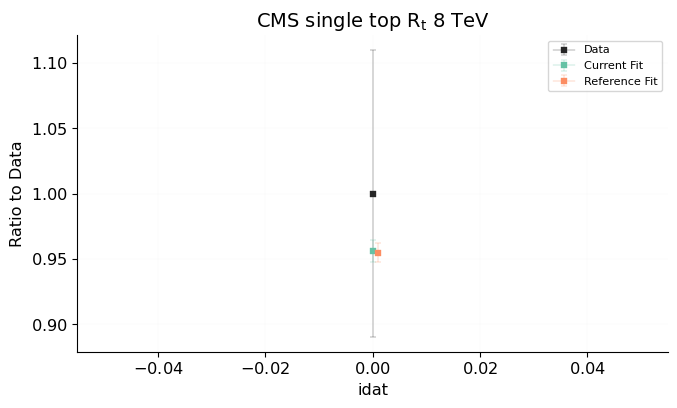 CMS single top Rt 8 TeV
Data
Current Fit
Reference Fit
Ratio to Data
1.10
1.05
1.00
0.95
0.90
−0.04 −0.02 0.00 0.02 0.04
idat